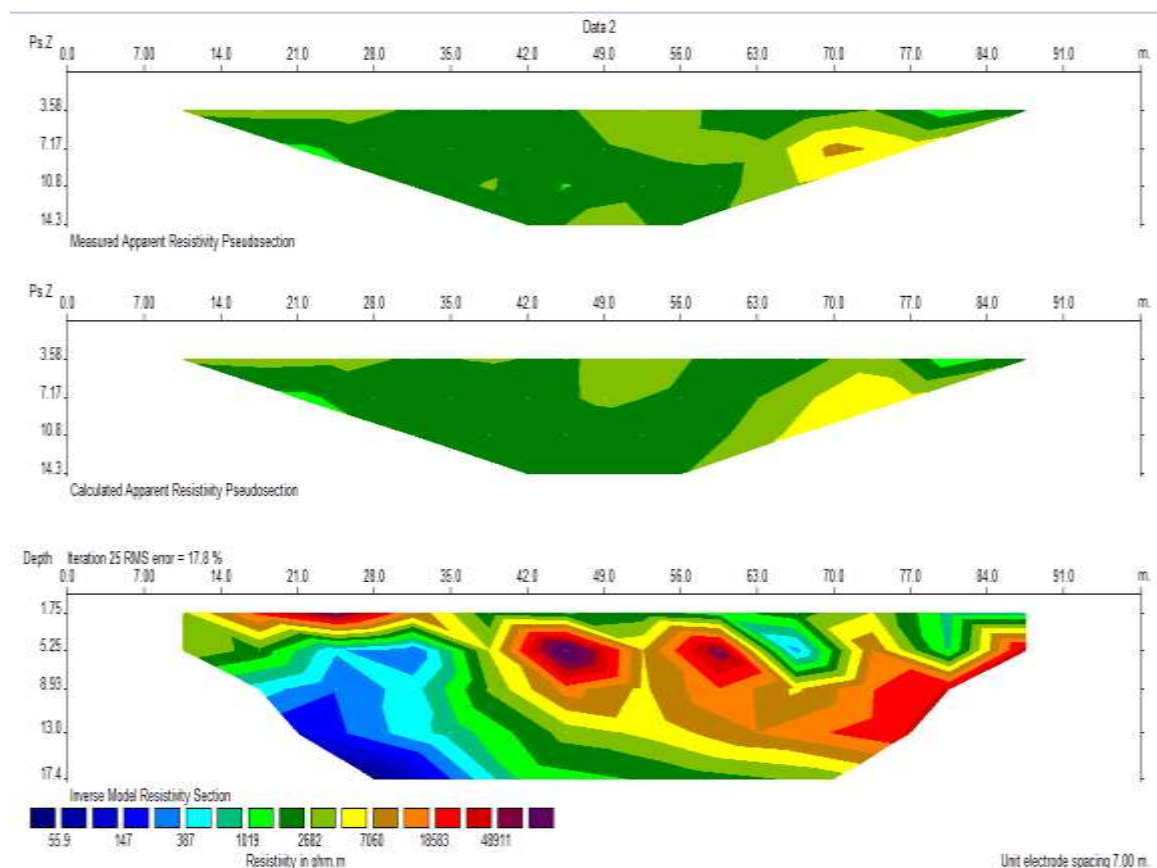 Data 2
Ps.Z 0.0 7.00 14.0 21.0 28.0 35.0 42.0 49.0 56.0 63.0 70.0 77.0 84.0 91.0 m.
3.58
7.17
10.8
14.3
Measured Apparent Resistivity Pseudosection
Ps.Z 0.0 7.00 14.0 21.0 28.0 35.0 42.0 49.0 56.0 63.0 70.0 77.0 84.0 91.0 m.
3.58
7.17
10.8
14.3
Calculated Apparent Resistivity Pseudosection
Depth Iteration 25 RMS error = 17.8 %
0.0 7.00 14.0 21.0 28.0 35.0 42.0 49.0 56.0 63.0 70.0 77.0 84.0 91.0 m.
1.75
5.25
8.93
13.0
17.4
Inverse Model Resistivity Section
55.9 147 387 1019 2682 7060 18583 48911
Resistivity in ohm.m Unit electrode spacing 7.00 m.